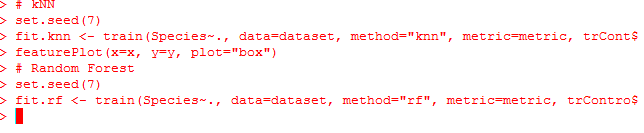 > # kNN
> set.seed(7)
> fit.knn <- train(Species~., data=dataset, method="knn", metric=metric, trCont$
> featurePlot(x=x, y=y, plot="box")
> # Random Forest
> set.seed(7)
> fit.rf <- train(Species~., data=dataset, method="rf", metric=metric, trContro$
>